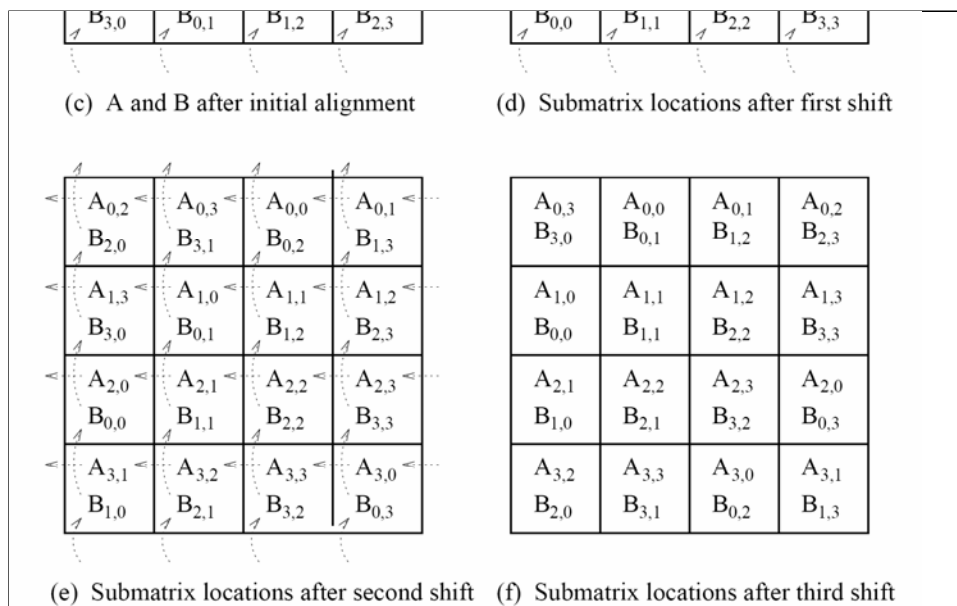 B3,0 B0,1 B1,2 B2,3 B0,0 B1,1 B2,2 B3,3
(c) A and B after initial alignment
(d) Submatrix locations after first shift
A0,2 A0,3 A0,0 A0,1
B2,0 B3,1 B0,2 B1,3
A1,3 A1,0 A1,1 A1,2
B3,0 B0,1 B1,2 B2,3
A2,0 A2,1 A2,2 A2,3
B0,0 B1,1 B2,2 B3,3
A3,1 A3,2 A3,3 A3,0
B1,0 B2,1 B3,2 B0,3
(e) Submatrix locations after second shift
A0,3 A0,0 A0,1 A0,2
B3,0 B0,1 B1,2 B2,3
A1,0 A1,1 A1,2 A1,3
B0,0 B1,1 B2,2 B3,3
A2,1 A2,2 A2,3 A2,0
B1,0 B2,1 B3,2 B0,3
A3,2 A3,3 A3,0 A3,1
B2,0 B3,1 B0,2 B1,3
(f) Submatrix locations after third shift